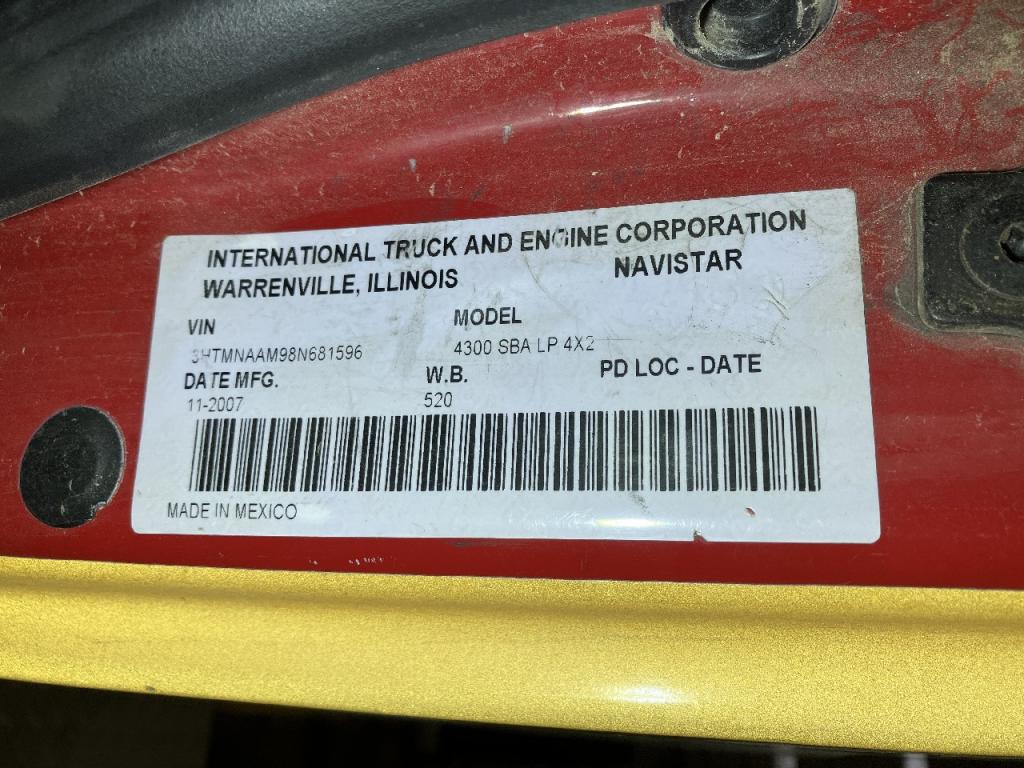 INTERNATIONAL TRUCK AND ENGINE CORPORATION
WARRENVILLE, ILLINOIS NAVISTAR
VIN MODEL
3HTMNAAM98N681596 4300 SBA LP 4X2
DATE MFG. W.B. PD LOC - DATE
11-2007 520
MADE IN MEXICO